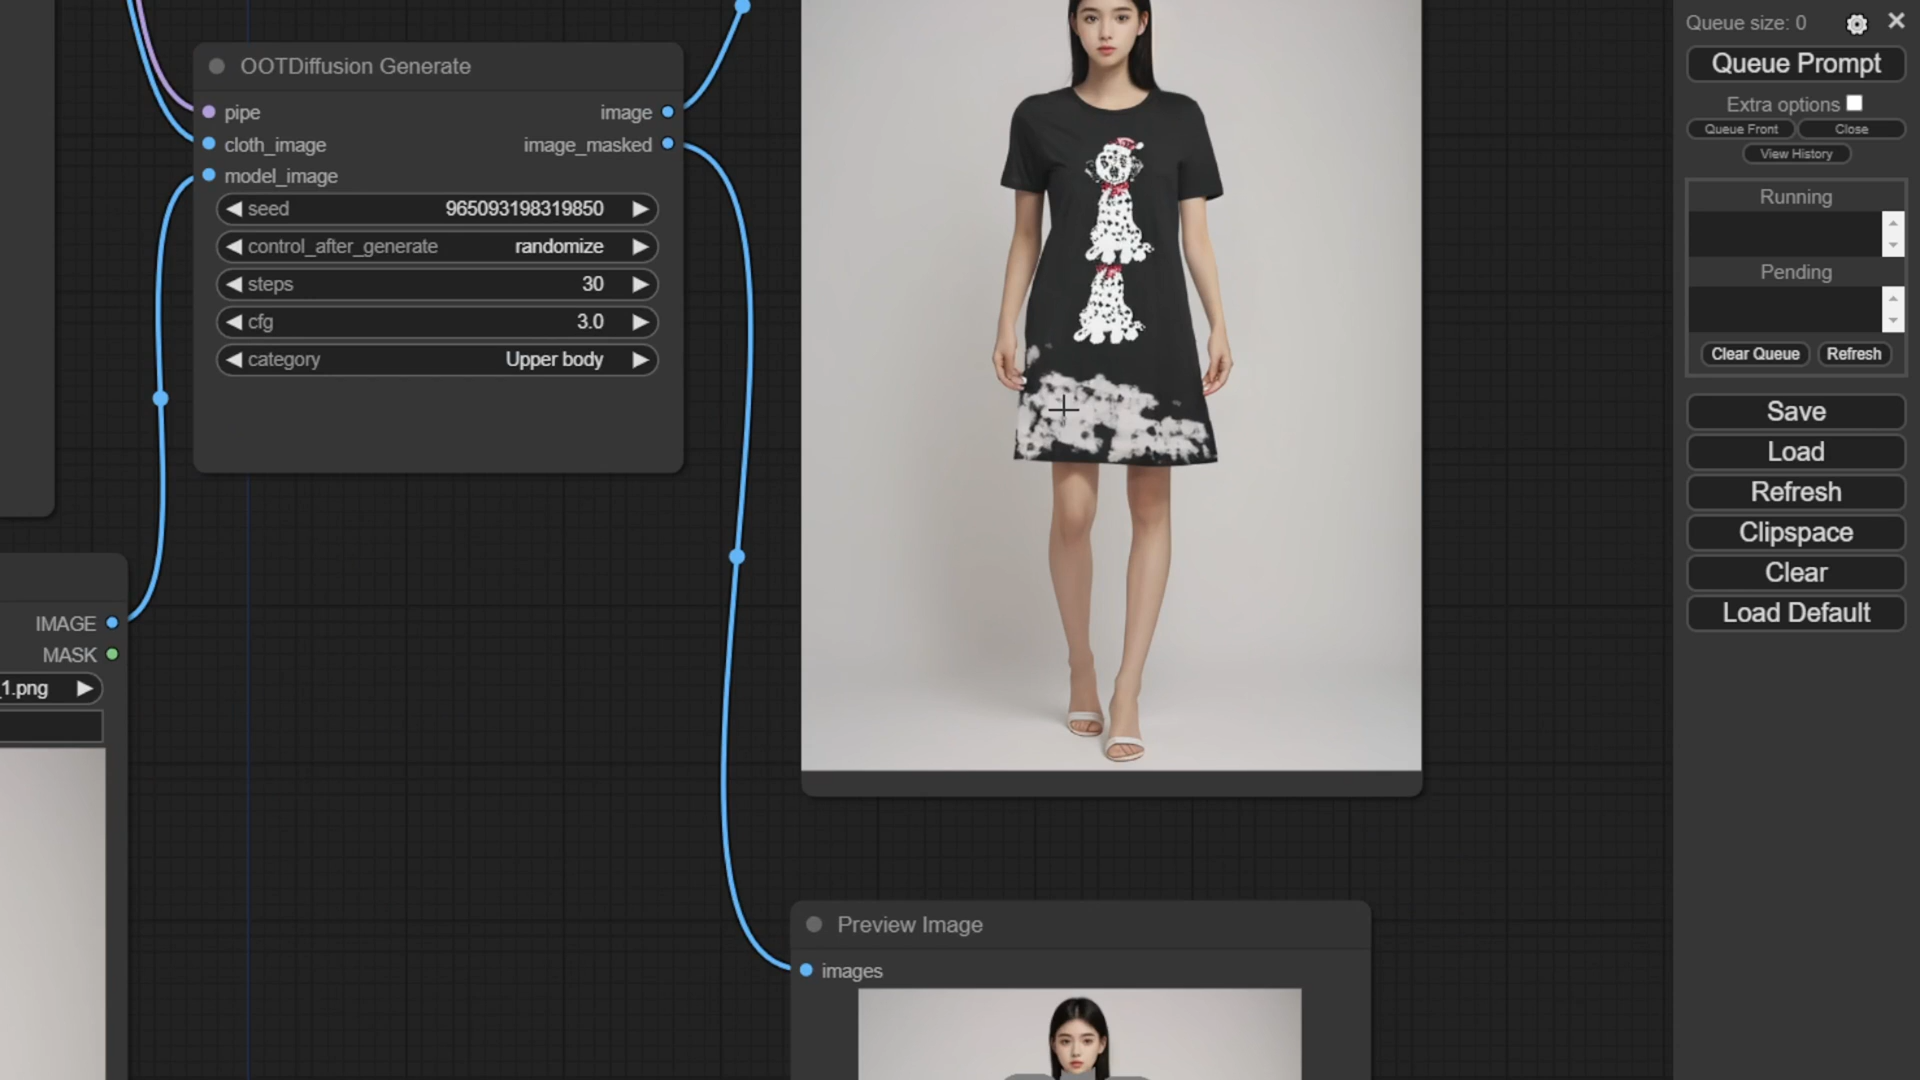 OOTDiffusion Generate
pipe
image
cloth_image
image_masked
model_image
seed 965093198319850
control_after_generate randomize
steps 30
cfg 3.0
category Upper body
IMAGE
MASK
_1.png
Preview Image
images
Queue size: 0
Queue Prompt
Extra options
Queue Front Close
View History
Running
Pending
Clear Queue Refresh
Save
Load
Refresh
Clipspace
Clear
Load Default